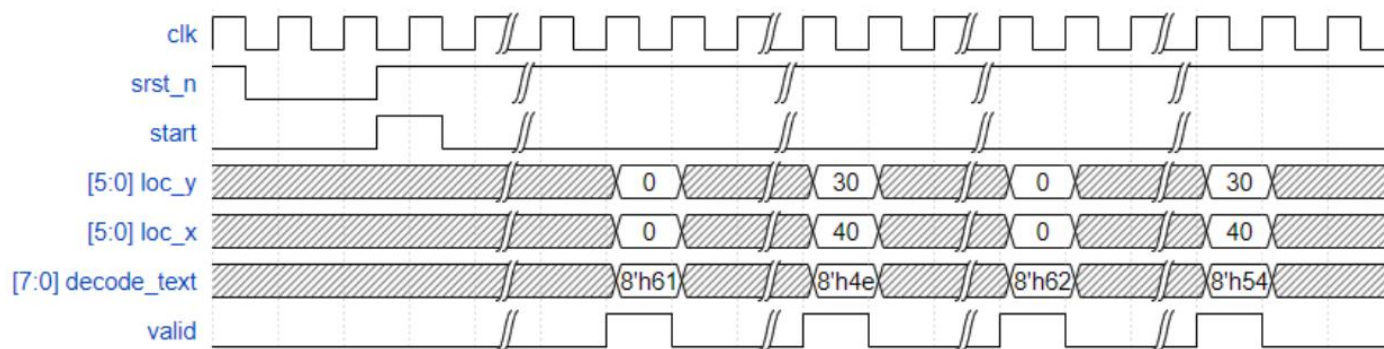 clk
srst_n
start
[5:0] loc_y 0 30 0 30
[5:0] loc_x 0 40 0 40
[7:0] decode_text 8'h61 8'h4e 8'h62 8'h54
valid